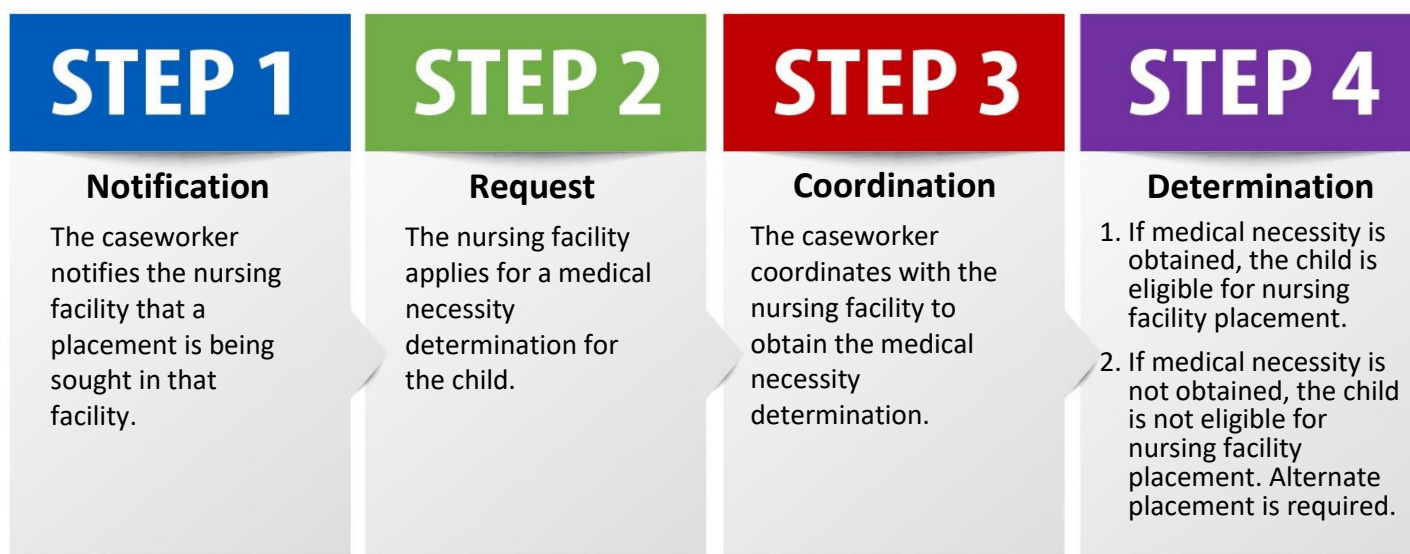 STEP 1
Notification
The caseworker
notifies the nursing
facility that a
placement is being
sought in that
facility.
STEP 2
Request
The nursing facility
applies for a medical
necessity
determination for
the child.
STEP 3
Coordination
The caseworker
coordinates with the
nursing facility to
obtain the medical
necessity
determination.
STEP 4
Determination
1. If medical necessity is
obtained, the child is
eligible for nursing
facility placement.
2. If medical necessity is
not obtained, the child
is not eligible for
nursing facility
placement. Alternate
placement is required.